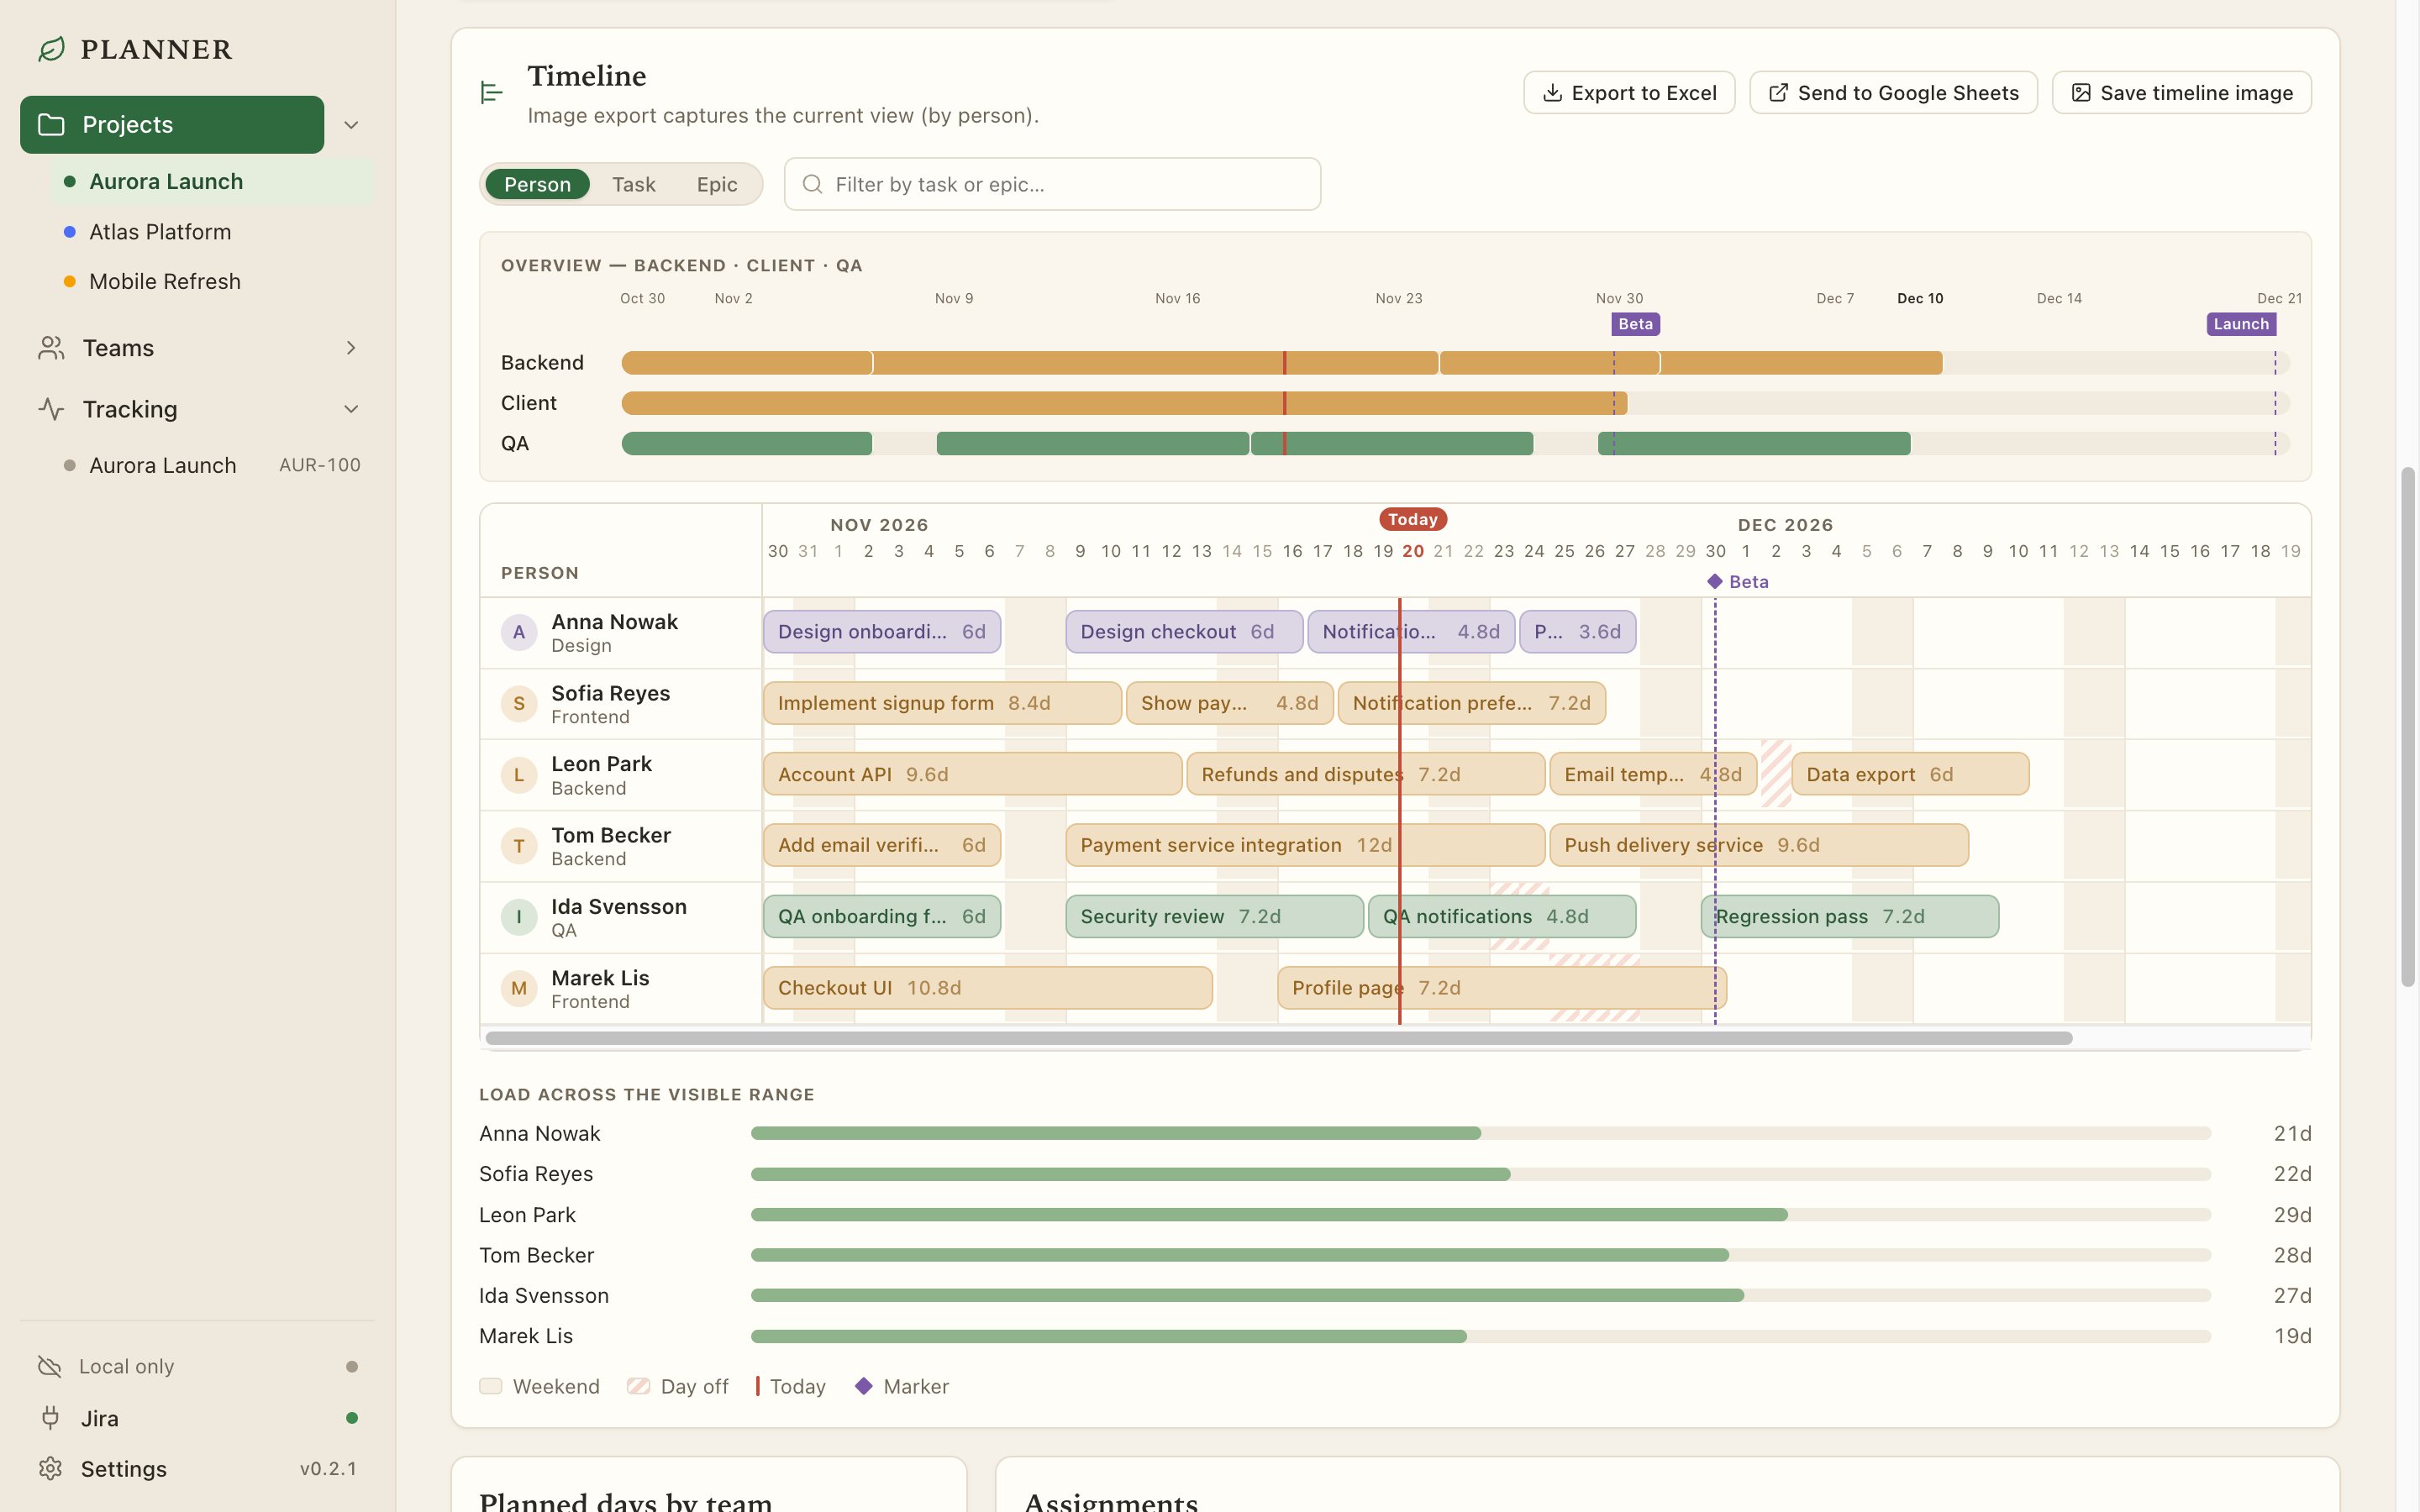 PLANNER
Projects
Aurora Launch
Atlas Platform
Mobile Refresh
Teams
Tracking
Aurora Launch AUR-100
Local only
Jira
Settings v0.2.1
Timeline
Image export captures the current view (by person).
Export to Excel Send to Google Sheets Save timeline image
Person Task Epic Filter by task or epic...
OVERVIEW — BACKEND · CLIENT · QA
Oct 30 Nov 2 Nov 9 Nov 16 Nov 23 Nov 30 Dec 7 Dec 10 Dec 14 Dec 21
Beta Launch
Backend
Client
QA
NOV 2026 Today DEC 2026
30 31 1 2 3 4 5 6 7 8 9 10 11 12 13 14 15 16 17 18 19 20 21 22 23 24 25 26 27 28 29 30 1 2 3 4 5 6 7 8 9 10 11 12 13 14 15 16 17 18 19
PERSON Beta
A Anna Nowak Design onboardi... 6d Design checkout 6d Notificatio... 4.8d P... 3.6d
Design
S Sofia Reyes Implement signup form 8.4d Show pay... 4.8d Notification prefe... 7.2d
Frontend
L Leon Park Account API 9.6d Refunds and disputes 7.2d Email temp... 4.8d Data export 6d
Backend
T Tom Becker Add email verifi... 6d Payment service integration 12d Push delivery service 9.6d
Backend
I Ida Svensson QA onboarding f... 6d Security review 7.2d QA notifications 4.8d Regression pass 7.2d
QA
M Marek Lis Checkout UI 10.8d Profile page 7.2d
Frontend
LOAD ACROSS THE VISIBLE RANGE
Anna Nowak 21d
Sofia Reyes 22d
Leon Park 29d
Tom Becker 28d
Ida Svensson 27d
Marek Lis 19d
Weekend Day off Today Marker
Planned days by team Assignments